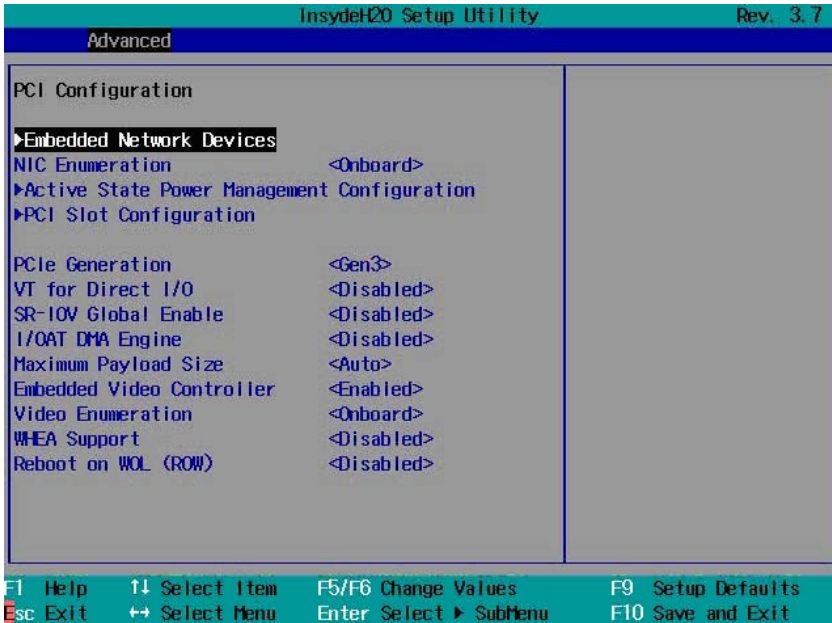 InsydeH2O Setup Utility Rev. 3.7
Advanced
PCI Configuration
▶Embedded Network Devices
NIC Enumeration <Onboard>
▶Active State Power Management Configuration
▶PCI Slot Configuration
PCIe Generation <Gen3>
VT for Direct I/O <Disabled>
SR-IOV Global Enable <Disabled>
I/OAT DMA Engine <Disabled>
Maximum Payload Size <Auto>
Embedded Video Controller <Enabled>
Video Enumeration <Onboard>
WHEA Support <Disabled>
Reboot on WOL (ROW) <Disabled>
F1 Help ↑↓ Select Item F5/F6 Change Values F9 Setup Defaults
Esc Exit ↔ Select Menu Enter Select ▶ SubMenu F10 Save and Exit